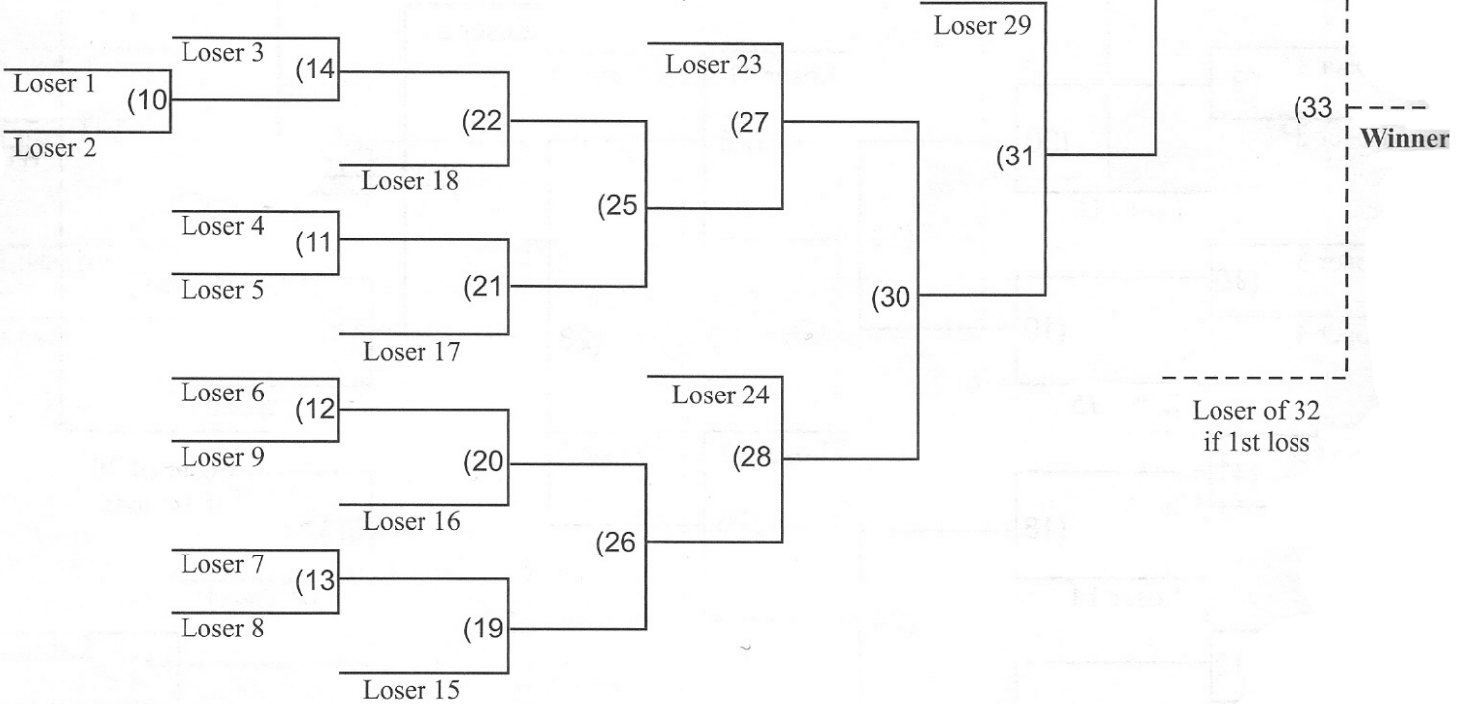 Loser 29
Loser 3
(14
Loser 1
(10
Loser 2
Loser 23
(22
(27
(33
Winner
(31
Loser 18
(25
Loser 4
(11
Loser 5
(21
(30
Loser 17
Loser 6
(12
Loser 9
Loser 24
Loser of 32
if 1st loss
(20
(28
Loser 16
(26
Loser 7
(13
Loser 8
(19
Loser 15